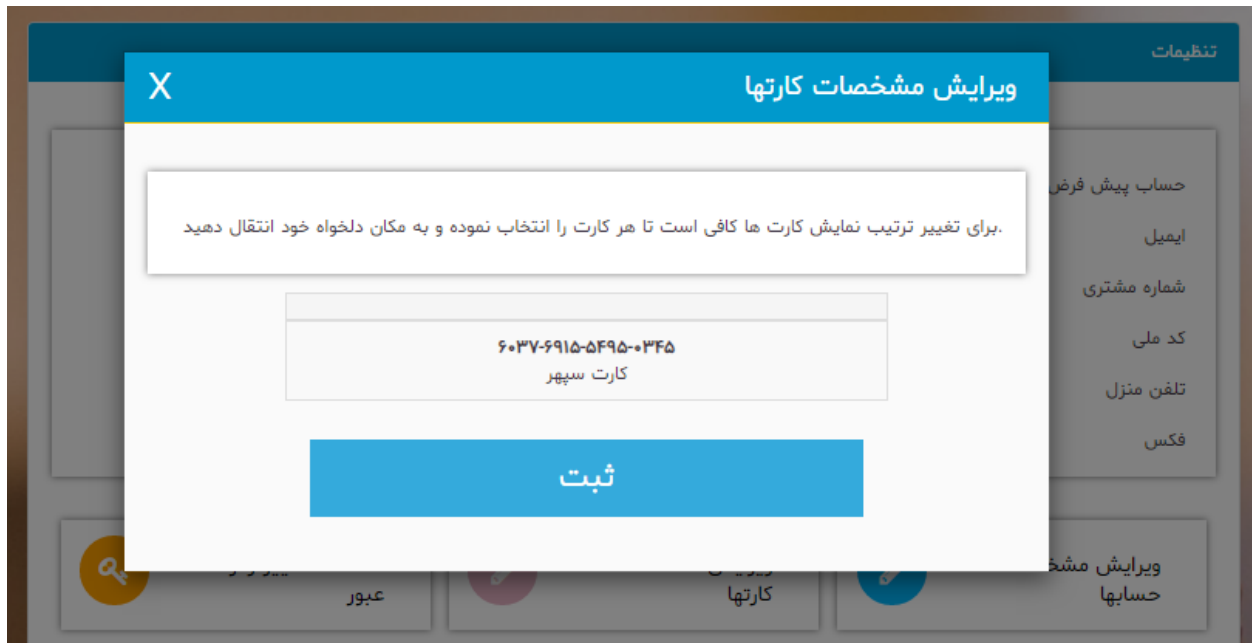 تنظیمات
ویرایش مشخصات کارتها
X
حساب پیش فرض
.برای تغییر ترتیب نمایش کارت ها کافی است تا هر کارت را انتخاب نموده و به مکان دلخواه خود انتقال دهید
ایمیل
شماره مشتری
۶۰۳۷-۶۹۱۵-۵۴۹۵-۰۳۴۵
کارت سپهر
کد ملی
تلفن منزل
فکس
ثبت
ویرایش
حسابها
کارتها
عبور